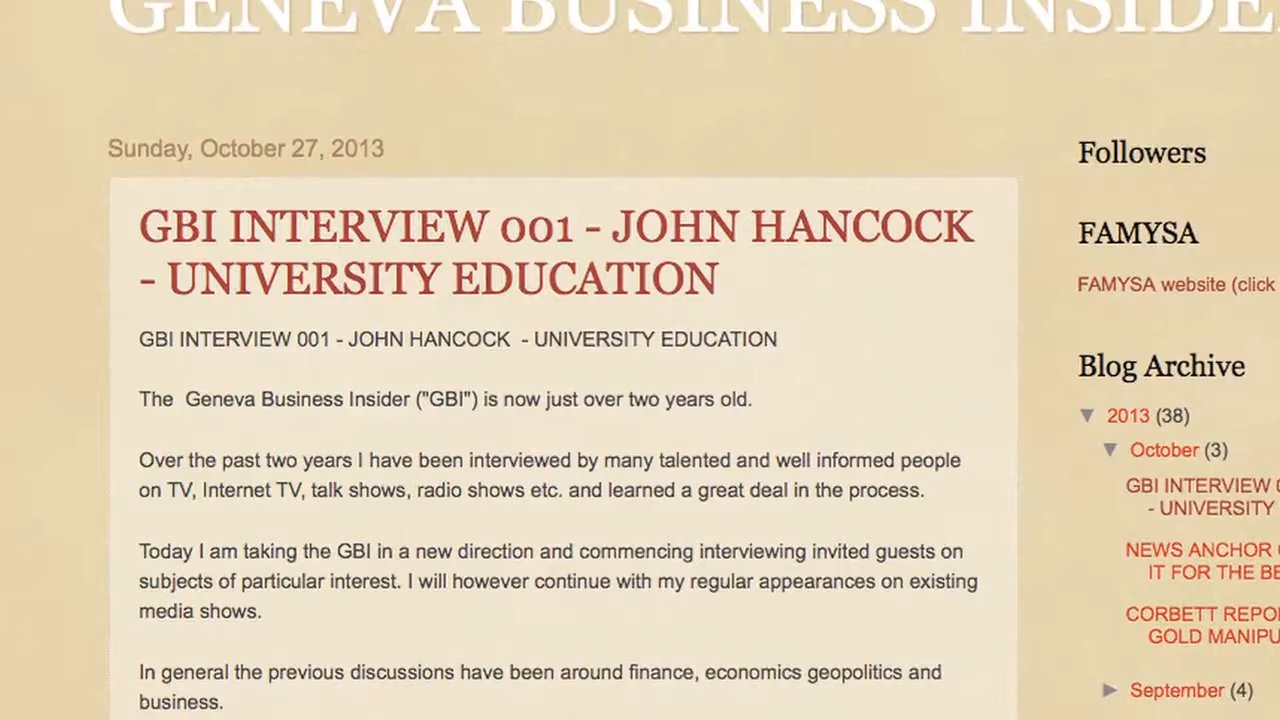 GENEVA BUSINESS INSIDE
Sunday, October 27, 2013
GBI INTERVIEW 001 - JOHN HANCOCK
- UNIVERSITY EDUCATION
GBI INTERVIEW 001 - JOHN HANCOCK  - UNIVERSITY EDUCATION
The  Geneva Business Insider ("GBI") is now just over two years old.
Over the past two years I have been interviewed by many talented and well informed people
on TV, Internet TV, talk shows, radio shows etc. and learned a great deal in the process.
Today I am taking the GBI in a new direction and commencing interviewing invited guests on
subjects of particular interest. I will however continue with my regular appearances on existing
media shows.
In general the previous discussions have been around finance, economics geopolitics and
business.
Followers
FAMYSA
FAMYSA website (click
Blog Archive
▼ 2013 (38)
▼ October (3)
GBI INTERVIEW
- UNIVERSITY
NEWS ANCHOR
IT FOR THE
CORBETT
GOLD
► September (4)